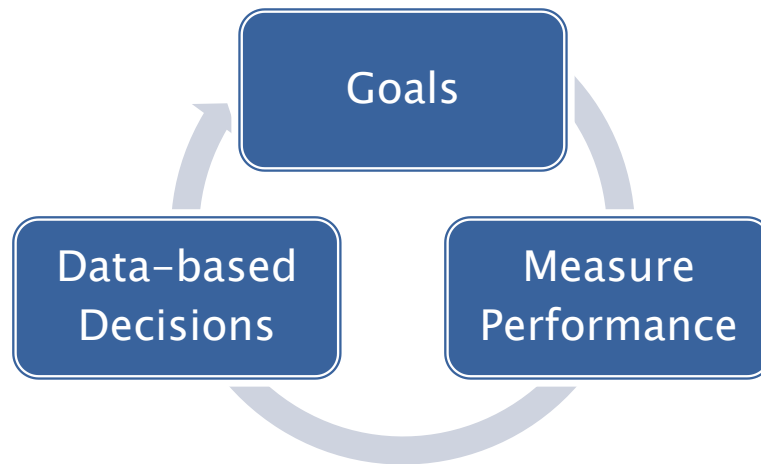 Goals
Data-based
Decisions
Measure
Performance